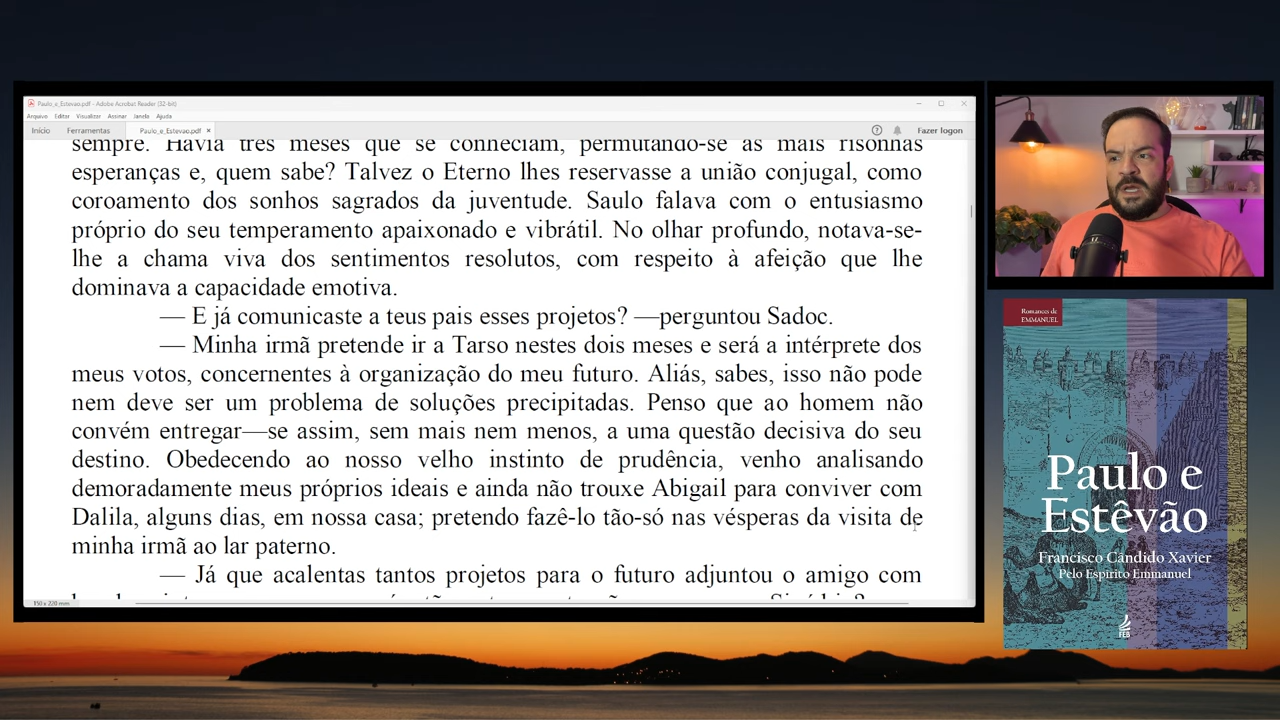 Paulo_e_Estevao.pdf - Adobe Acrobat Reader (32-bit)
Arquivo Editar Visualizar Assinar Janela Ajuda
Início Ferramentas Paulo_e_Estevao.pdf × Fazer logon
sempre. Havia três meses que se conheciam, permutando-se as mais risonhas
esperanças e, quem sabe? Talvez o Eterno lhes reservasse a união conjugal, como
coroamento dos sonhos sagrados da juventude. Saulo falava com o entusiasmo
próprio do seu temperamento apaixonado e vibrátil. No olhar profundo, notava-se-
lhe a chama viva dos sentimentos resolutos, com respeito à afeição que lhe
dominava a capacidade emotiva.
— E já comunicaste a teus pais esses projetos? —perguntou Sadoc.
— Minha irmã pretende ir a Tarso nestes dois meses e será a intérprete dos
meus votos, concernentes à organização do meu futuro. Aliás, sabes, isso não pode
nem deve ser um problema de soluções precipitadas. Penso que ao homem não
convém entregar—se assim, sem mais nem menos, a uma questão decisiva do seu
destino. Obedecendo ao nosso velho instinto de prudência, venho analisando
demoradamente meus próprios ideais e ainda não trouxe Abigail para conviver com
Dalila, alguns dias, em nossa casa; pretendo fazê-lo tão-só nas vésperas da visita de
minha irmã ao lar paterno.
— Já que acalentas tantos projetos para o futuro adjuntou o amigo com
150 x 220 mm
Romances de
EMMANUEL
Paulo e
Estêvão
Francisco Cândido Xavier
Pelo Espírito Emmanuel
FEB